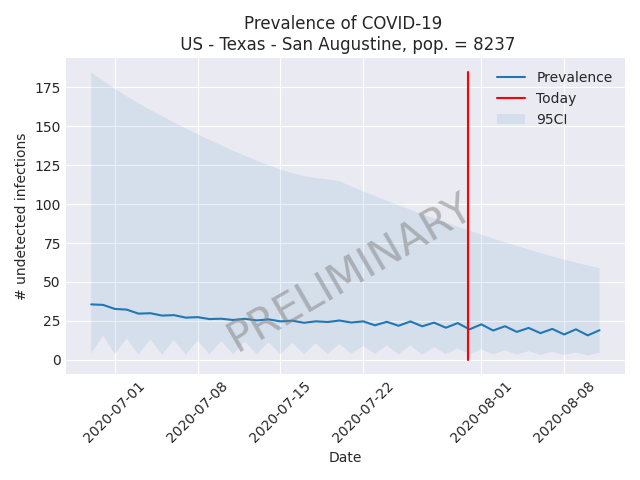 Prevalence of COVID-19
US - Texas - San Augustine, pop. = 8237
# undetected infections
175
150
125
100
75
50
25
0
Prevalence
Today
95CI
PRELIMINARY
2020-07-01
2020-07-08
2020-07-15
2020-07-22
2020-08-01
2020-08-08
Date